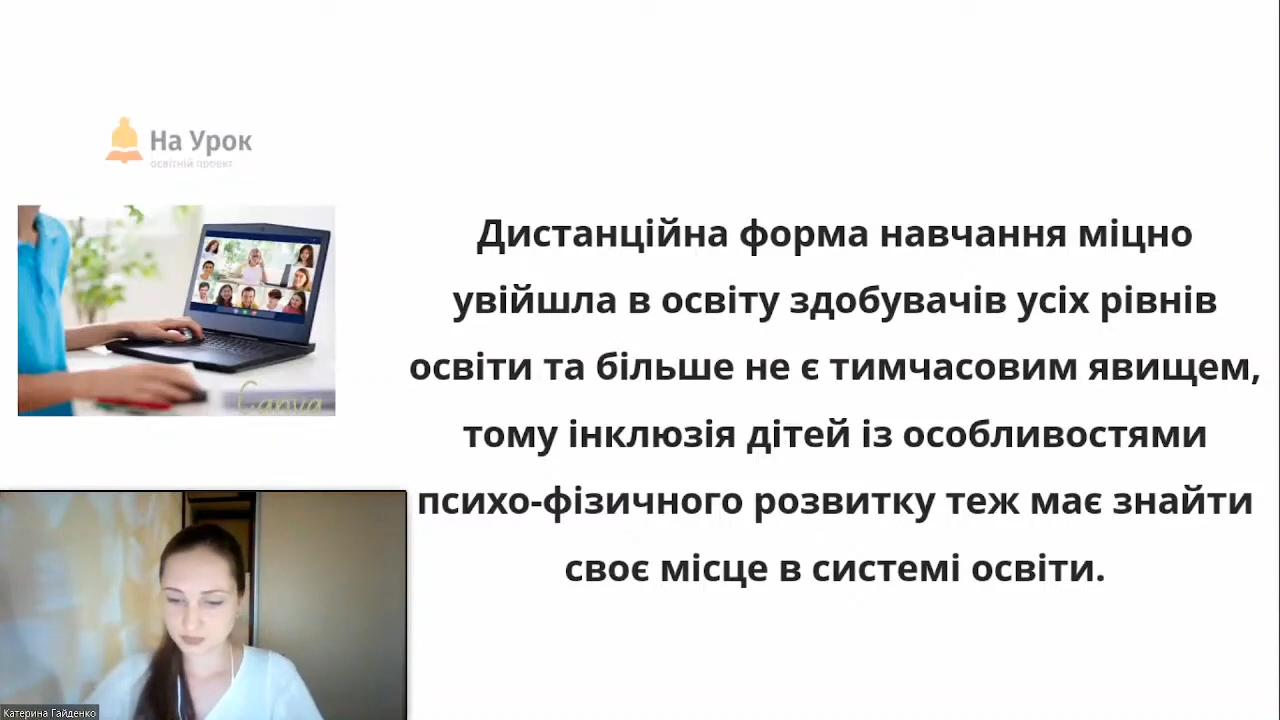 На Урок
освітній проект
Дистанційна форма навчання міцно
увійшла в освіту здобувачів усіх рівнів
освіти та більше не є тимчасовим явищем,
тому інклюзія дітей із особливостями
психо-фізичного розвитку теж має знайти
своє місце в системі освіти.
Canva
Катерина Гайденко